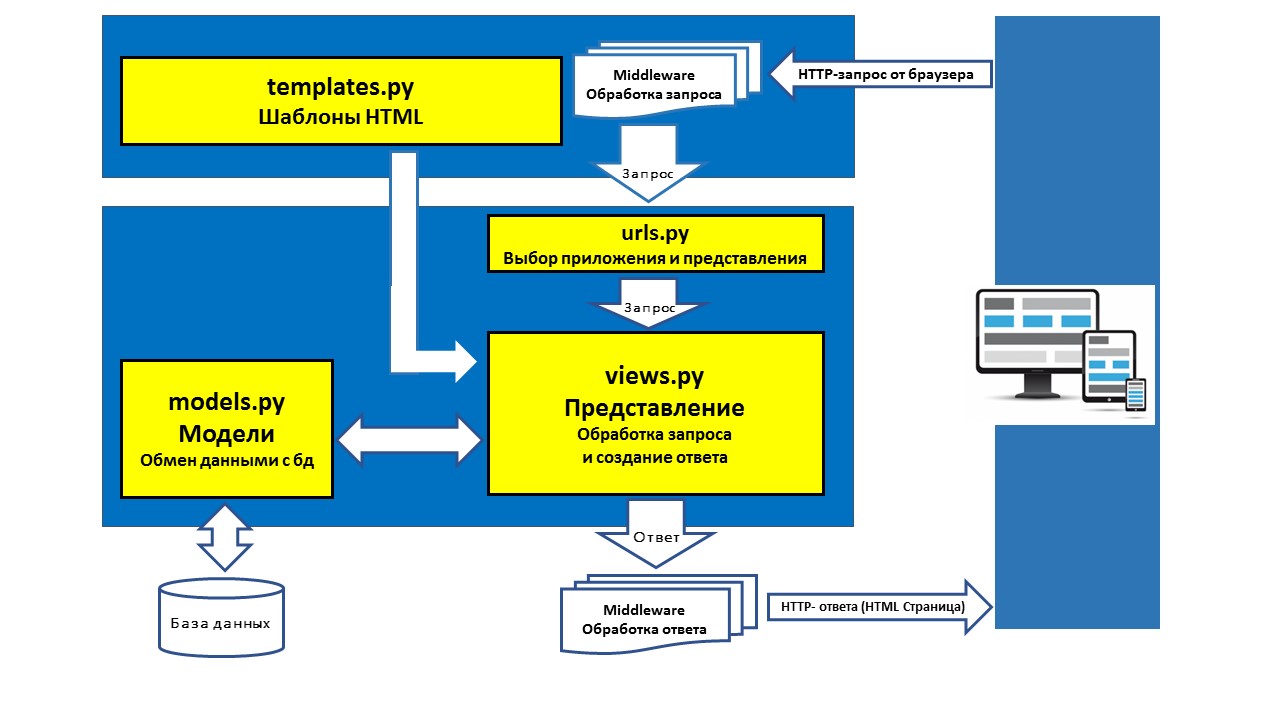 templates.py
Шаблоны HTML
Middleware
Обработка запроса
HTTP-запрос от браузера
Запрос
urls.py
Выбор приложения и представления
Запрос
views.py
Представление
Обработка запроса
и создание ответа
models.py
Модели
Обмен данными с бд
Ответ
База данных
Middleware
Обработка ответа
HTTP- ответа (HTML Страница)